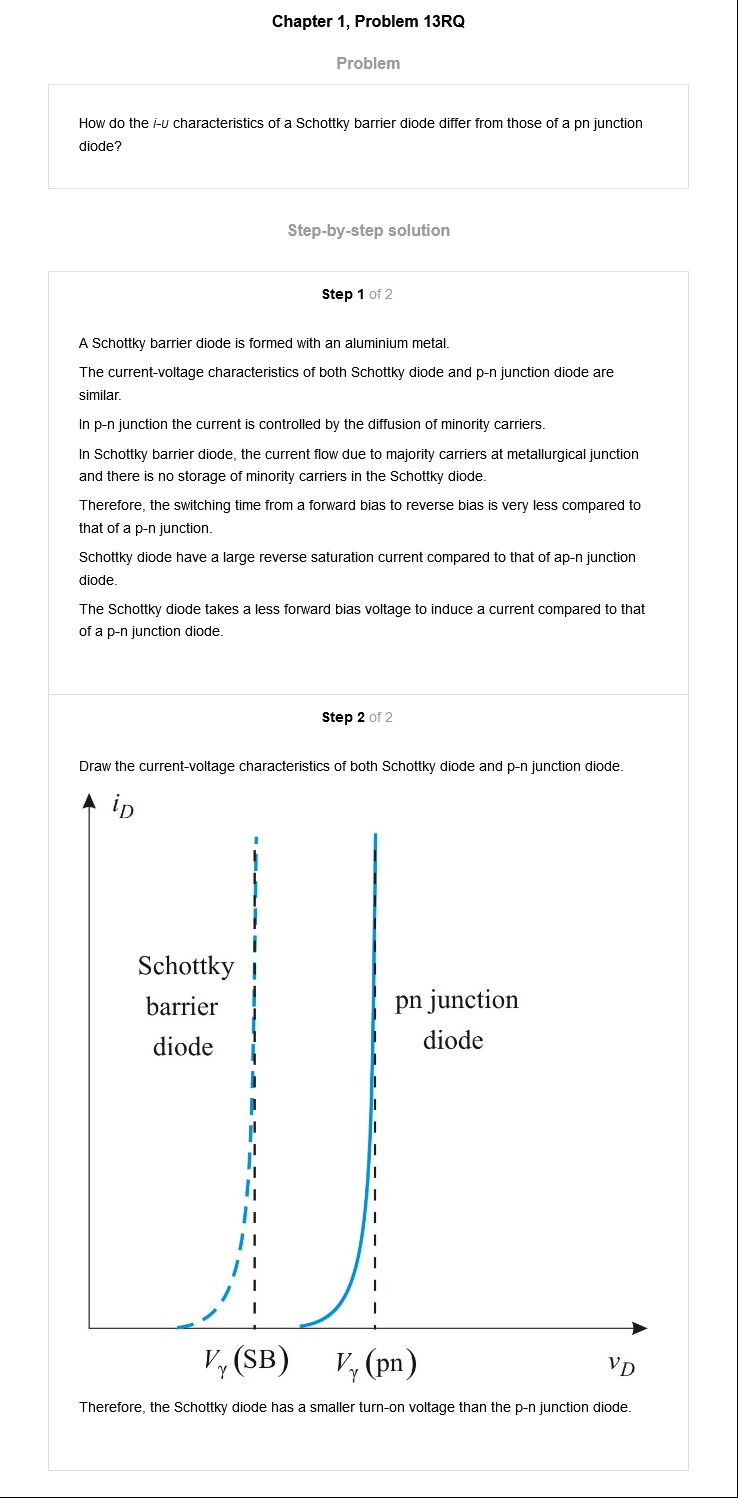 Chapter 1, Problem 13RQ
Problem
How do the i-υ characteristics of a Schottky barrier diode differ from those of a pn junction
diode?
Step-by-step solution
Step 1 of 2
A Schottky barrier diode is formed with an aluminium metal.
The current-voltage characteristics of both Schottky diode and p-n junction diode are
similar.
In p-n junction the current is controlled by the diffusion of minority carriers.
In Schottky barrier diode, the current flow due to majority carriers at metallurgical junction
and there is no storage of minority carriers in the Schottky diode.
Therefore, the switching time from a forward bias to reverse bias is very less compared to
that of a p-n junction.
Schottky diode have a large reverse saturation current compared to that of ap-n junction
diode.
The Schottky diode takes a less forward bias voltage to induce a current compared to that
of a p-n junction diode.
Step 2 of 2
Draw the current-voltage characteristics of both Schottky diode and p-n junction diode.
i_D
Schottky
barrier
diode
pn junction
diode
V_γ (SB)
V_γ (pn)
v_D
Therefore, the Schottky diode has a smaller turn-on voltage than the p-n junction diode.